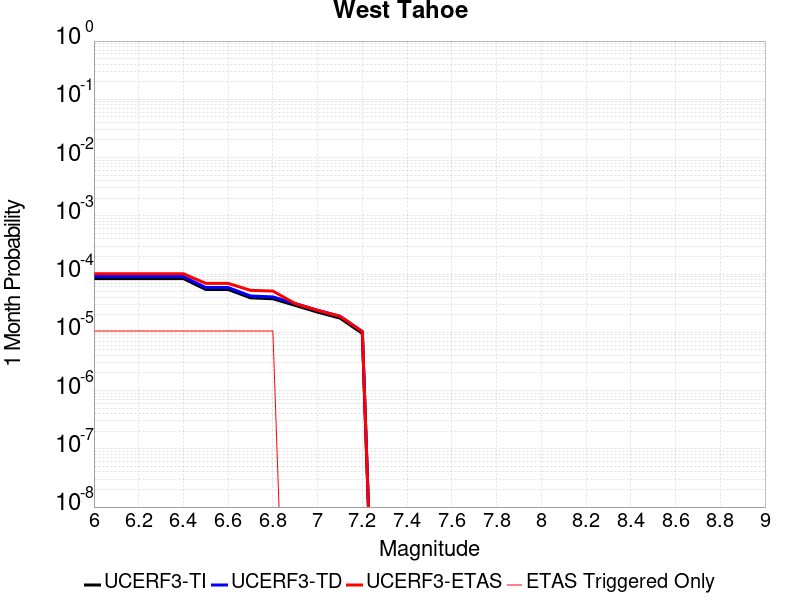 West Tahoe
10^0
10^-1
10^-2
10^-3
10^-4
10^-5
10^-6
10^-7
10^-8
1 Month Probability
6 6.2 6.4 6.6 6.8 7 7.2 7.4 7.6 7.8 8 8.2 8.4 8.6 8.8 9
Magnitude
UCERF3-TI UCERF3-TD UCERF3-ETAS ETAS Triggered Only